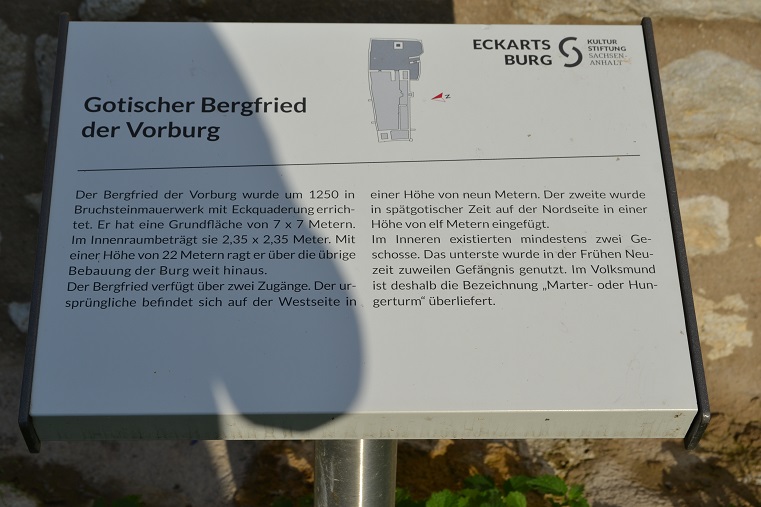 ECKARTS
BURG
KULTUR
STIFTUNG
SACHSEN-
ANHALT
N
Gotischer Bergfried
der Vorburg
Der Bergfried der Vorburg wurde um 1250 in
Bruchsteinmauerwerk mit Eckquaderung errich-
tet. Er hat eine Grundfläche von 7 x 7 Metern.
Im Innenraumbeträgt sie 2,35 x 2,35 Meter. Mit
einer Höhe von 22 Metern ragt er über die übrige
Bebauung der Burg weit hinaus.
Der Bergfried verfügt über zwei Zugänge. Der ur-
sprüngliche befindet sich auf der Westseite in
einer Höhe von neun Metern. Der zweite wurde
in spätgotischer Zeit auf der Nordseite in einer
Höhe von elf Metern eingefügt.
Im Inneren existierten mindestens zwei Ge-
schosse. Das unterste wurde in der Frühen Neu-
zeit zuweilen Gefängnis genutzt. Im Volksmund
ist deshalb die Bezeichnung „Marter- oder Hun-
gerturm“ überliefert.